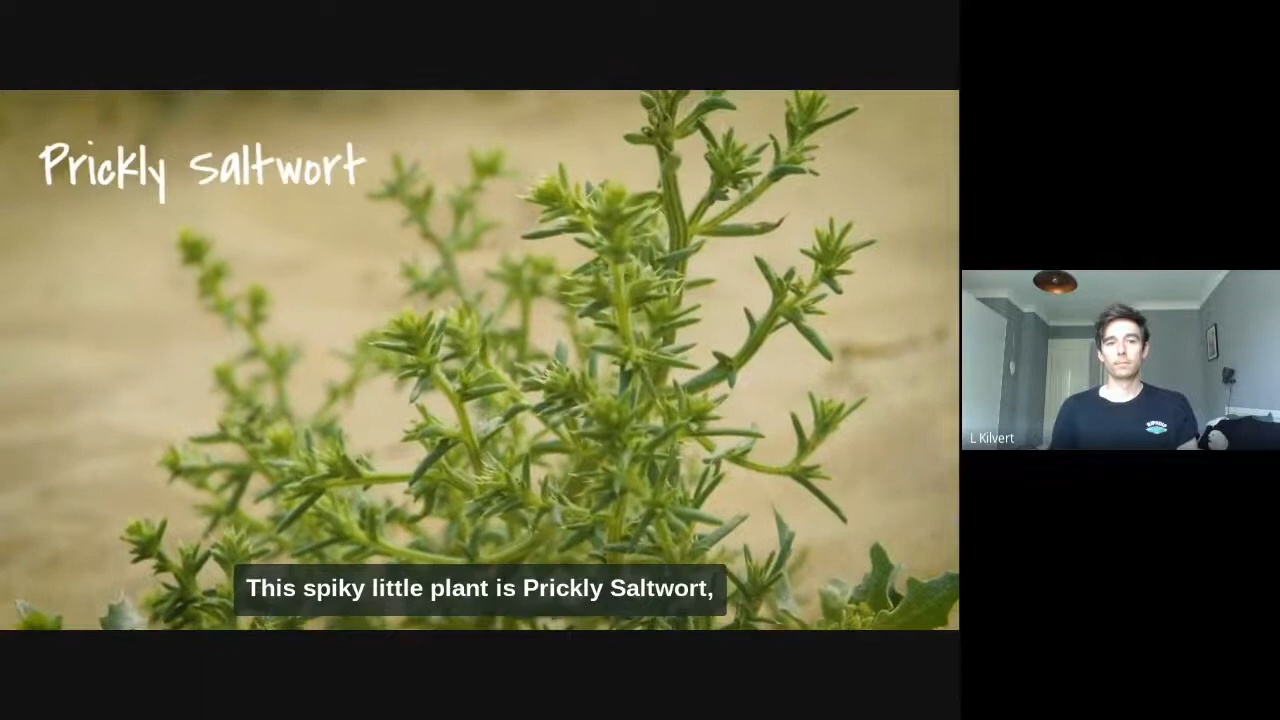 Prickly Saltwort
This spiky little plant is Prickly Saltwort,
L Kilvert